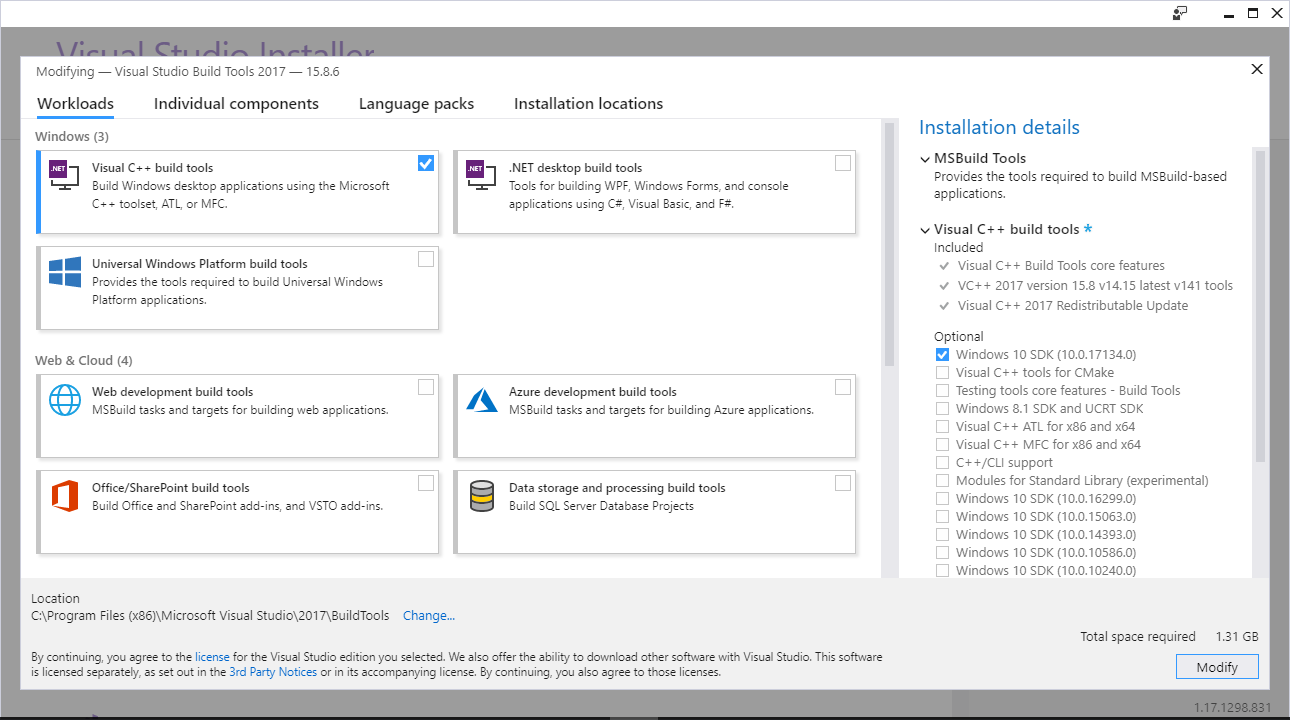 Visual Studio Installer
Modifying — Visual Studio Build Tools 2017 — 15.8.6
Workloads
Individual components
Language packs
Installation locations
Windows (3)
.NET
Visual C++ build tools
Build Windows desktop applications using the Microsoft
C++ toolset, ATL, or MFC.
.NET
.NET desktop build tools
Tools for building WPF, Windows Forms, and console
applications using C#, Visual Basic, and F#.
Universal Windows Platform build tools
Provides the tools required to build Universal Windows
Platform applications.
Web & Cloud (4)
Web development build tools
MSBuild tasks and targets for building web applications.
Azure development build tools
MSBuild tasks and targets for building Azure applications.
Office/SharePoint build tools
Build Office and SharePoint add-ins, and VSTO add-ins.
Data storage and processing build tools
Build SQL Server Database Projects
Installation details
MSBuild Tools
Provides the tools required to build MSBuild-based
applications.
Visual C++ build tools *
Included
Visual C++ Build Tools core features
VC++ 2017 version 15.8 v14.15 latest v141 tools
Visual C++ 2017 Redistributable Update
Optional
Windows 10 SDK (10.0.17134.0)
Visual C++ tools for CMake
Testing tools core features - Build Tools
Windows 8.1 SDK and UCRT SDK
Visual C++ ATL for x86 and x64
Visual C++ MFC for x86 and x64
C++/CLI support
Modules for Standard Library (experimental)
Windows 10 SDK (10.0.16299.0)
Windows 10 SDK (10.0.15063.0)
Windows 10 SDK (10.0.14393.0)
Windows 10 SDK (10.0.10586.0)
Windows 10 SDK (10.0.10240.0)
Location
C:\Program Files (x86)\Microsoft Visual Studio\2017\BuildTools Change...
Total space required 1.31 GB
By continuing, you agree to the license for the Visual Studio edition you selected. We also offer the ability to download other software with Visual Studio. This software
is licensed separately, as set out in the 3rd Party Notices or in its accompanying license. By continuing, you also agree to those licenses.
Modify
1.17.1298.831